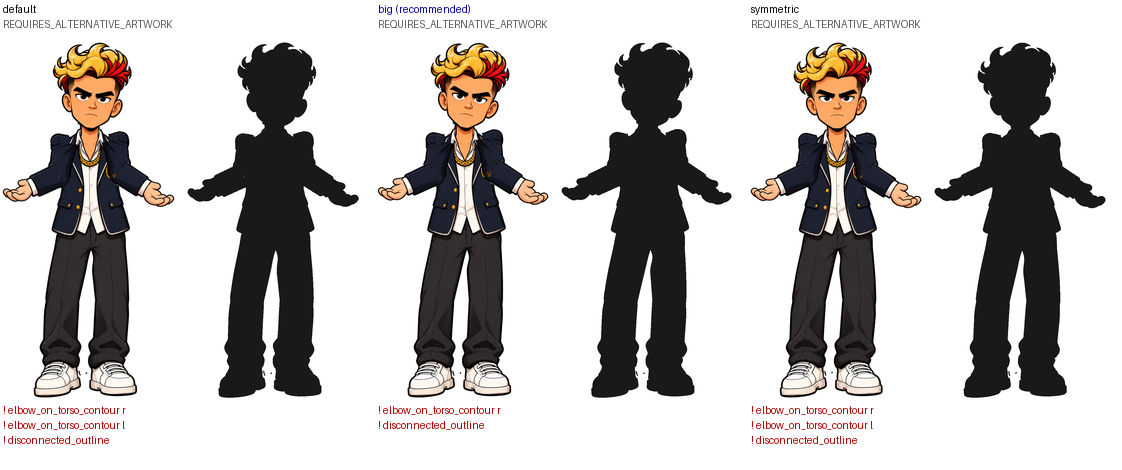 default
REQUIRES_ALTERNATIVE_ARTWORK
! elbow_on_torso_contour r
! elbow_on_torso_contour l
! disconnected_outline
big (recommended)
REQUIRES_ALTERNATIVE_ARTWORK
! elbow_on_torso_contour r
! disconnected_outline
symmetric
REQUIRES_ALTERNATIVE_ARTWORK
! elbow_on_torso_contour r
! elbow_on_torso_contour l
! disconnected_outline